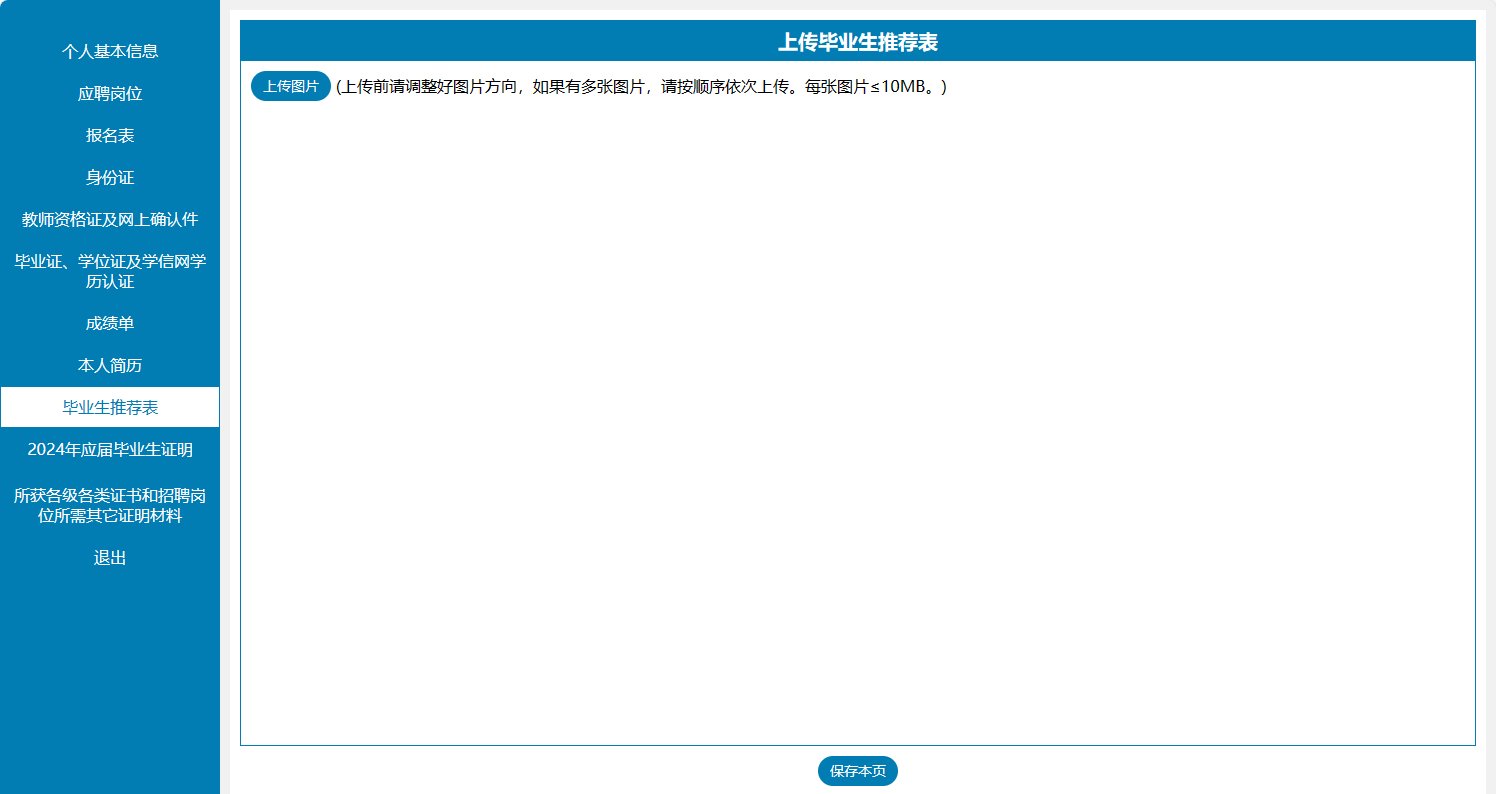 个人基本信息
应聘岗位
报名表
身份证
教师资格证及网上确认件
毕业证、学位证及学信网学
历认证
成绩单
本人简历
毕业生推荐表
2024年应届毕业生证明
所获各级各类证书和招聘岗
位所需其它证明材料
退出
上传毕业生推荐表
上传图片 (上传前请调整好图片方向，如果有多张图片，请按顺序依次上传。每张图片≤10MB。)
保存本页